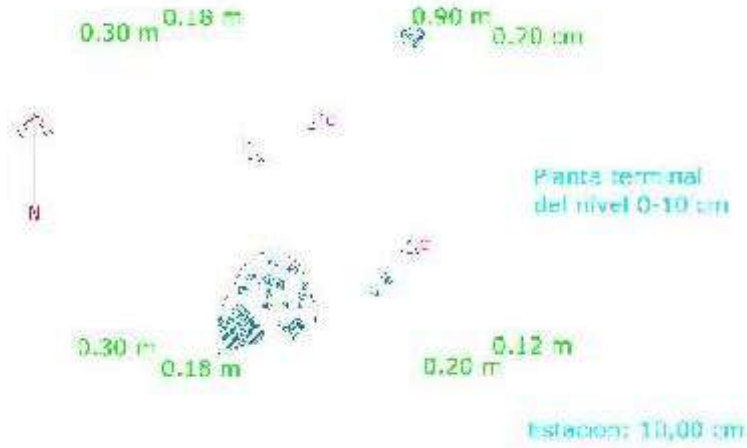 0.18 m
0.90 m
0.30 m
0.20 cm
C
N
Planta terminal
del nivel 0-10 cm
C
0.30 m
0.12 m
0.18 m
0.20 m
Estacion: 10,00 cm